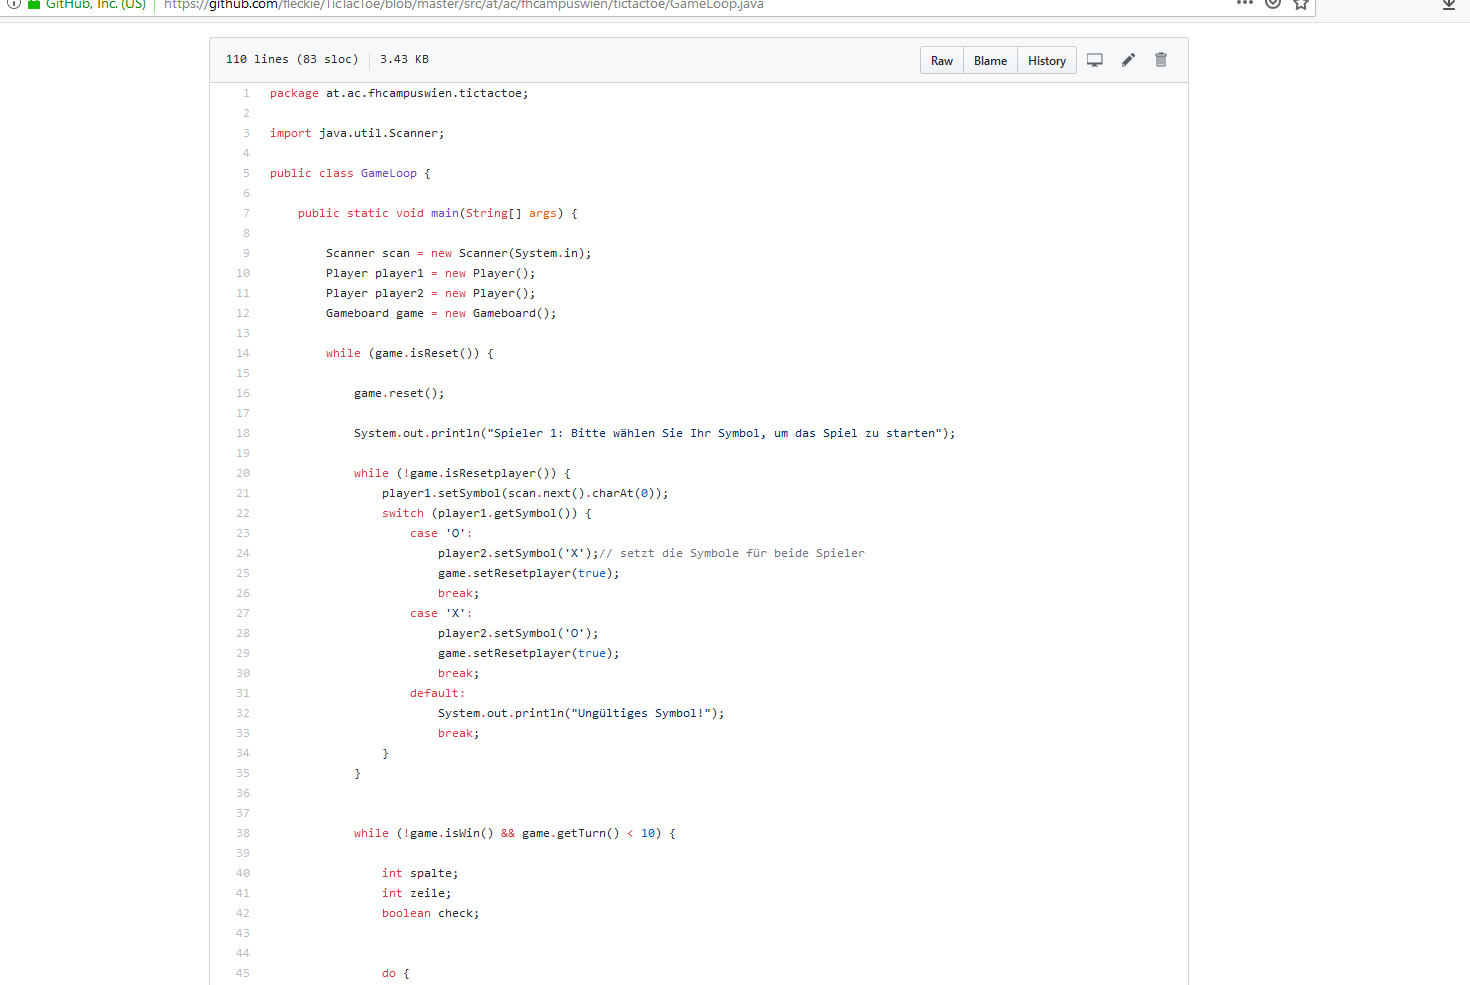 GitHub, Inc. (US) https://github.com/fleckie/TicTacToe/blob/master/src/at/ac/fhcampuswien/tictactoe/GameLoop.java
110 lines (83 sloc) 3.43 KB Raw Blame History
1 package at.ac.fhcampuswien.tictactoe;
2
3 import java.util.Scanner;
4
5 public class GameLoop {
6
7 public static void main(String[] args) {
8
9 Scanner scan = new Scanner(System.in);
10 Player player1 = new Player();
11 Player player2 = new Player();
12 Gameboard game = new Gameboard();
13
14 while (game.isReset()) {
15
16 game.reset();
17
18 System.out.println("Spieler 1: Bitte wählen Sie Ihr Symbol, um das Spiel zu starten");
19
20 while (!game.isResetplayer()) {
21 player1.setSymbol(scan.next().charAt(0));
22 switch (player1.getSymbol()) {
23 case 'O':
24 player2.setSymbol('X');// setzt die Symbole für beide Spieler
25 game.setResetplayer(true);
26 break;
27 case 'X':
28 player2.setSymbol('O');
29 game.setResetplayer(true);
30 break;
31 default:
32 System.out.println("Ungültiges Symbol!");
33 break;
34 }
35 }
36
37
38 while (!game.isWin() && game.getTurn() < 10) {
39
40 int spalte;
41 int zeile;
42 boolean check;
43
44
45 do {